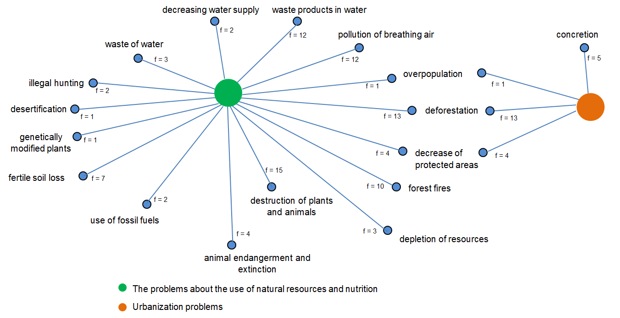 decreasing water supply
waste products in water
f = 2
f = 12
concretion
waste of water
pollution of breathing air
f = 3
f = 12
f = 5
illegal hunting
f = 2
overpopulation
f = 1
f = 1
desertification
f = 1
f = 13
deforestation
f = 13
genetically
modified plants
f = 1
f = 4
decrease of
protected areas
f = 4
fertile soil loss
f = 7
f = 15
f = 10
forest fires
use of fossil fuels
f = 2
destruction of plants
and animals
f = 4
f = 3
depletion of resources
animal endangerment and
extinction
The problems about the use of natural resources and nutrition
Urbanization problems